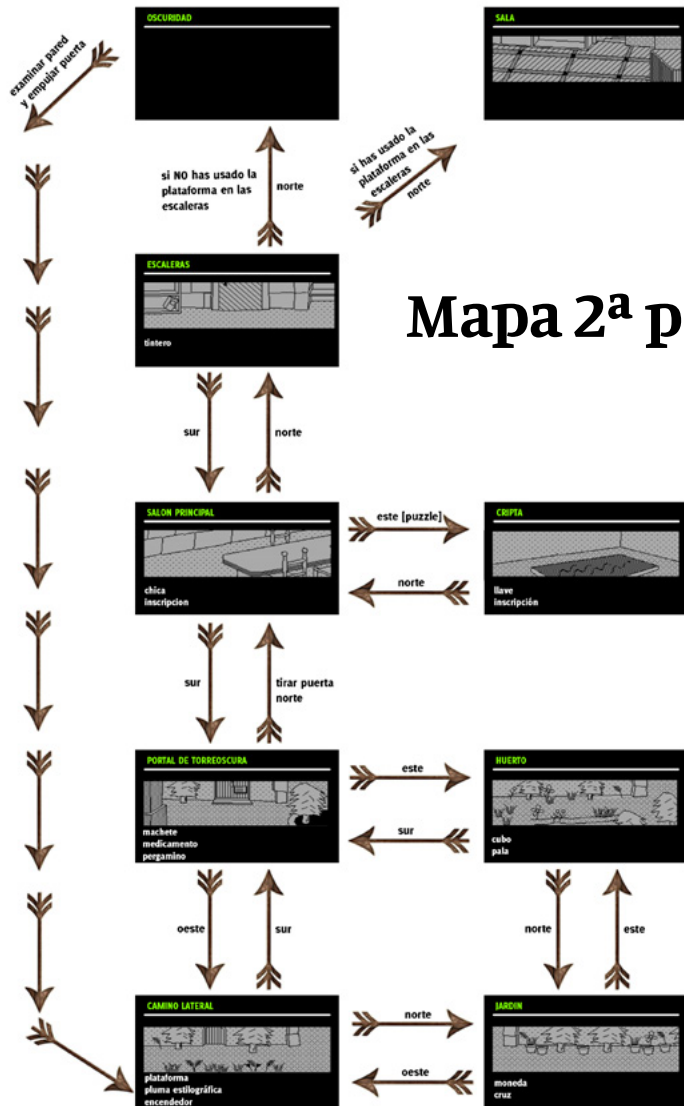 OSCURIDAD
SALA
examinar pared
y empujar puerta
si NO has usado la
plataforma en las
escaleras
norte
si has usado la
plataforma en las
escaleras
norte
ESCALERAS
tintero
Mapa 2ª p
sur
norte
SALON PRINCIPAL
chica
inscripcion
este [puzzle]
norte
CRIPTA
llave
inscripción
sur
tirar puerta
norte
PORTAL DE TORREOSCURA
machete
medicamento
pergamino
este
sur
HUERTO
cubo
pala
oeste
sur
norte
este
CAMINO LATERAL
plataforma
pluma estilográfica
encendedor
norte
oeste
JARDIN
moneda
cruz